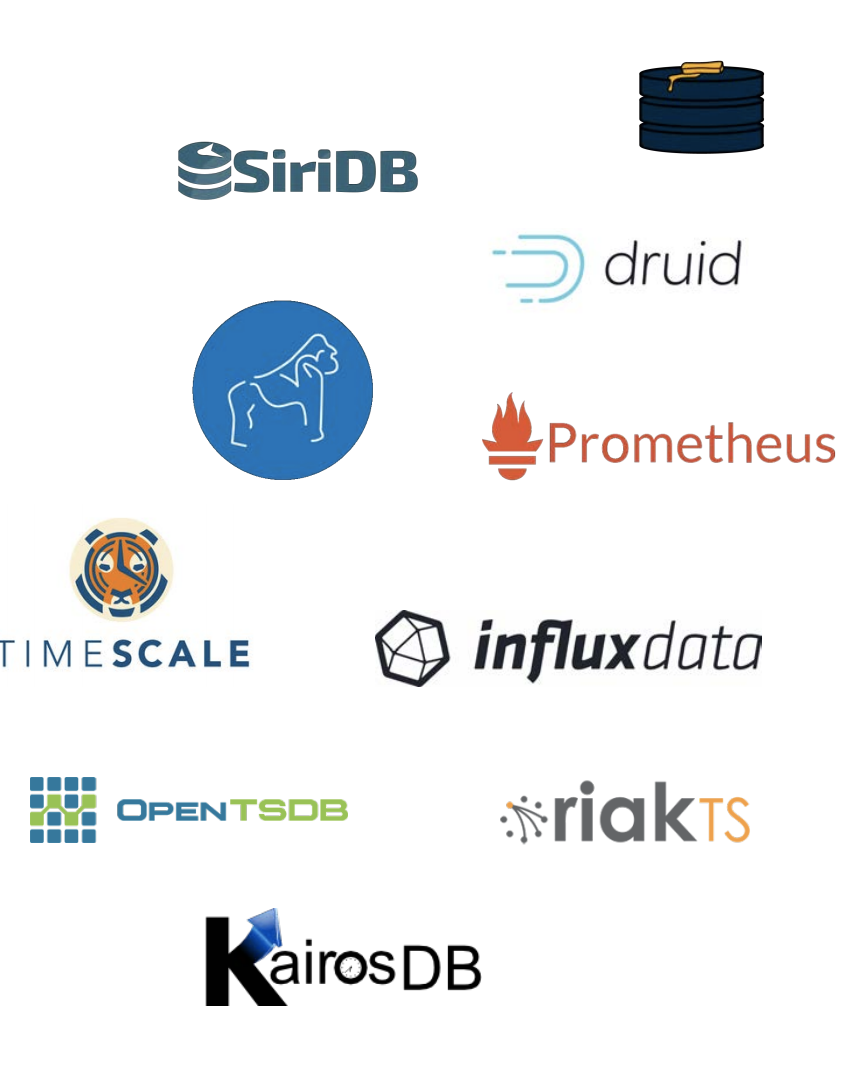 SiriDB
druid
Prometheus
TIMESCALE
influxdata
OPENTSDB
riakTS
KairosDB